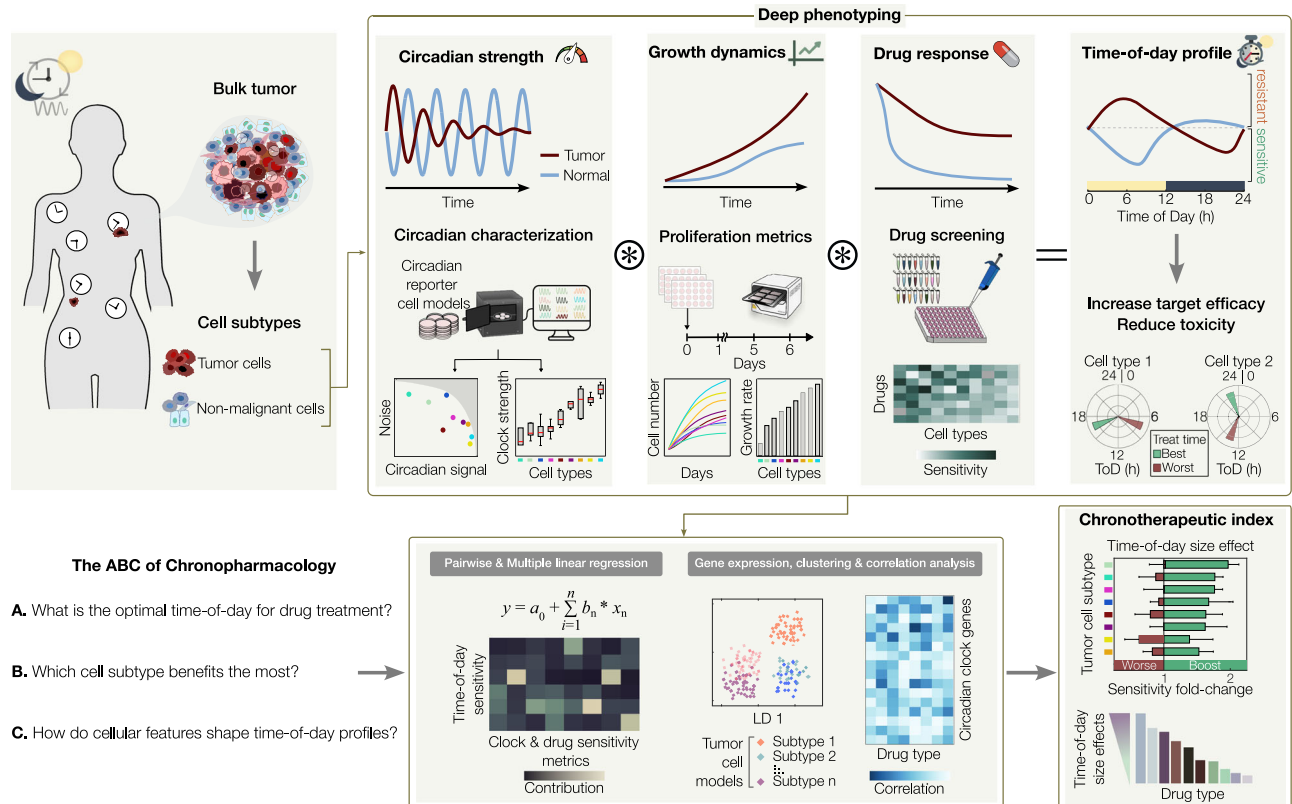 Deep phenotyping
Bulk tumor
Cell subtypes
Tumor cells
Non-malignant cells
Circadian strength
Tumor
Normal
Time
Circadian characterization
Circadian
reporter
cell models
Noise
Circadian signal
Clock strength
Cell types
Growth dynamics
Time
Proliferation metrics
0 1 5 6
Days
Cell number
Days
Growth rate
Cell types
Drug response
Time
Drug screening
Drugs
Cell types
Sensitivity
Time-of-day profile
resistant
sensitive
0 6 12 24
Time of Day (h)
Increase target efficacy
Reduce toxicity
Cell type 1
24 0
18 6
12
ToD (h)
Cell type 2
24 0
18 6
12
ToD (h)
Treat time
Best
Worst
The ABC of Chronopharmacology
A. What is the optimal time-of-day for drug treatment?
B. Which cell subtype benefits the most?
C. How do cellular features shape time-of-day profiles?
Pairwise & Multiple linear regression
y = a0 + n∑i=1 bn * xn
Time-of-day
sensitivity
Clock & drug sensitivity
metrics
Contribution
Gene expression, clustering & correlation analysis
LD 1
Tumor
cell
models
Subtype 1
Subtype 2
Subtype n
Circadian clock genes
Drug type
Correlation
Chronotherapeutic index
Time-of-day size effect
Tumor cell subtype
Worse
Boost
1 2
Sensitivity fold-change
Time-of-day
size effects
Drug type